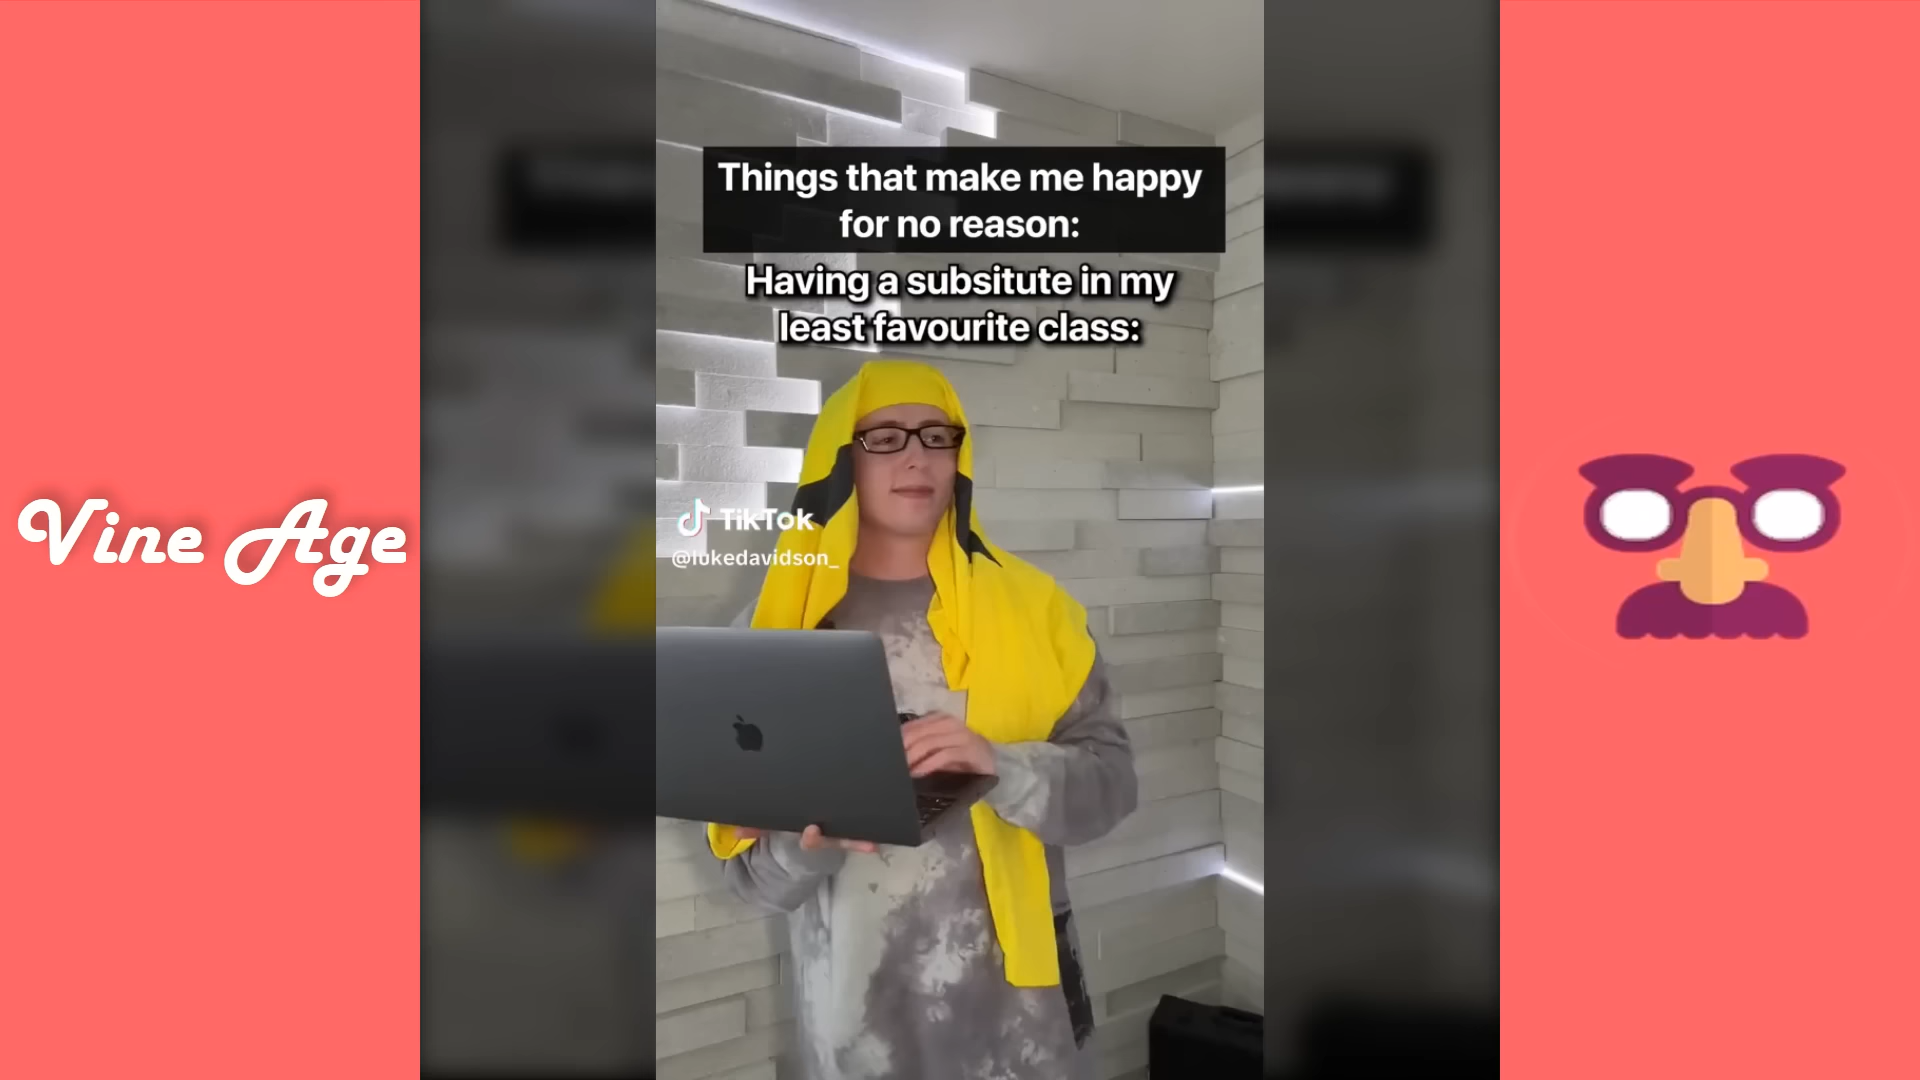 Things that make me happy
for no reason:
Having a subsitute in my
least favourite class:
TikTok
@lukedavidson_
Vine Age